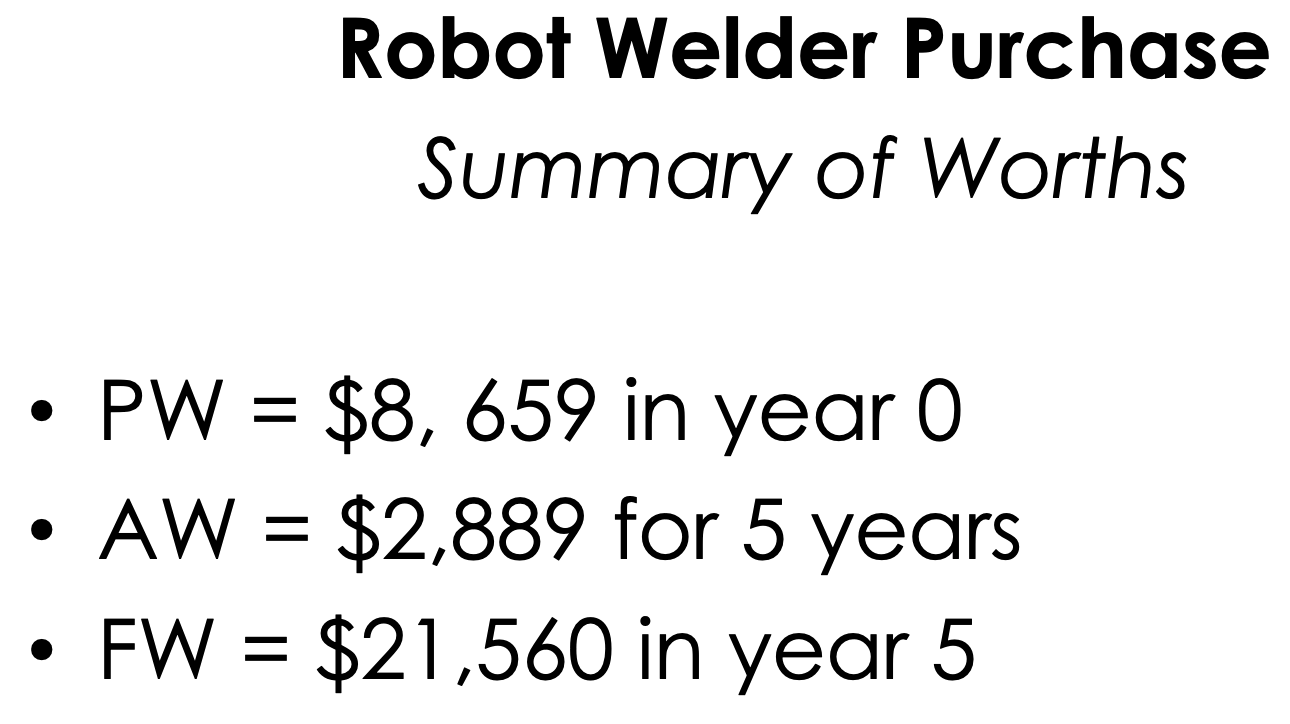 Robot Welder Purchase
Summary of Worths
• PW = $8, 659 in year 0
• AW = $2,889 for 5 years
• FW = $21,560 in year 5